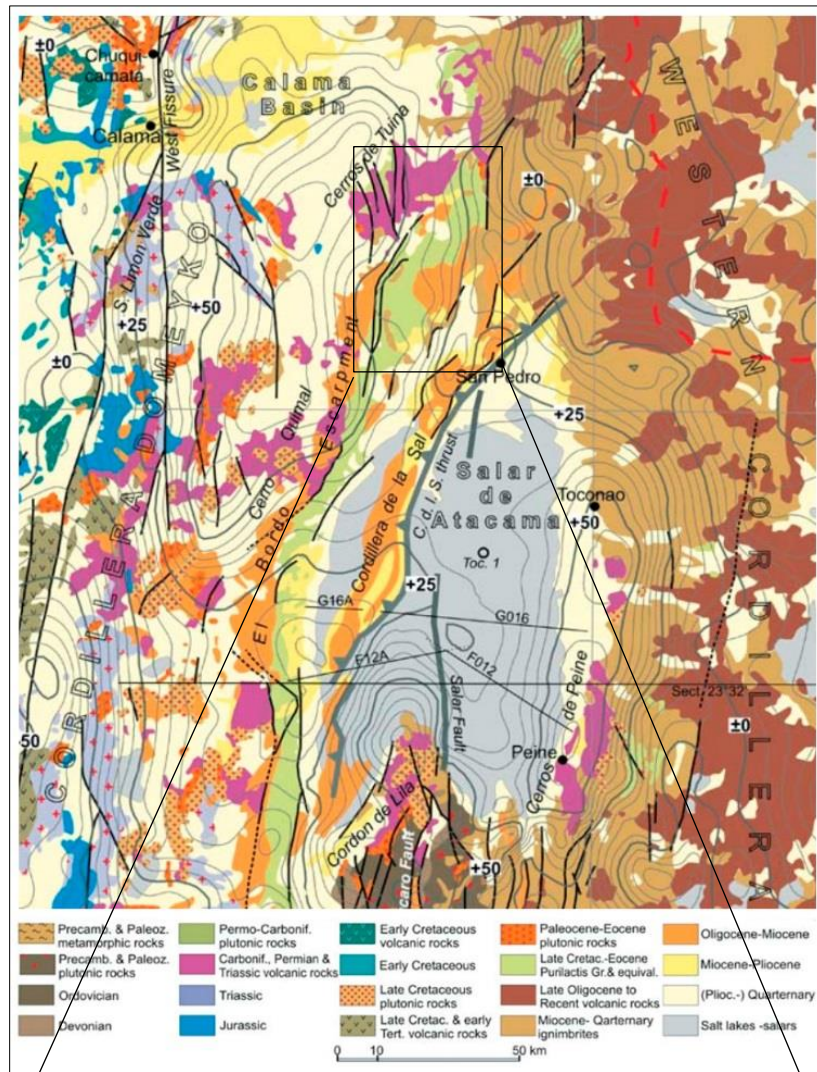 ±0
Chuqui-
camata
Calama
West Fissure
Calama
Basin
Cerros de Tuina
±0
WESTERN
S. Limon Verde
+25
+50
±0
CORDILLERA DOMEYKO
Cerro Quimal
El Bordo Escarpment
San Pedro
+25
Cordillera de la Sal
C. d. l. S. thrust
Salar
de
Atacama
Toconao
+50
Toc. 1
+25
G16A
G016
F12A
F012
Salar Fault
Sect. 23°32'
±0
CORDILLERA
50
Peine
Cerros de Peine
Cordon de Lila
caro Fault
+50
Precamb. & Paleoz.
metamorphic rocks
Precamb. & Paleoz.
plutonic rocks
Ordovician
Devonian
Permo-Carbonif.
plutonic rocks
Carbonif., Permian &
Triassic volcanic rocks
Triassic
Jurassic
Early Cretaceous
volcanic rocks
Early Cretaceous
Late Cretaceous
plutonic rocks
Late Cretac. & early
Tert. volcanic rocks
Paleocene-Eocene
plutonic rocks
Late Cretac.-Eocene
Purilactis Gr.& equival.
Late Oligocene to
Recent volcanic rocks
Miocene- Qarternary
ignimbrites
Oligocene-Miocene
Miocene-Pliocene
(Plioc.-) Quarternary
Salt lakes -salars
0 10 50 km